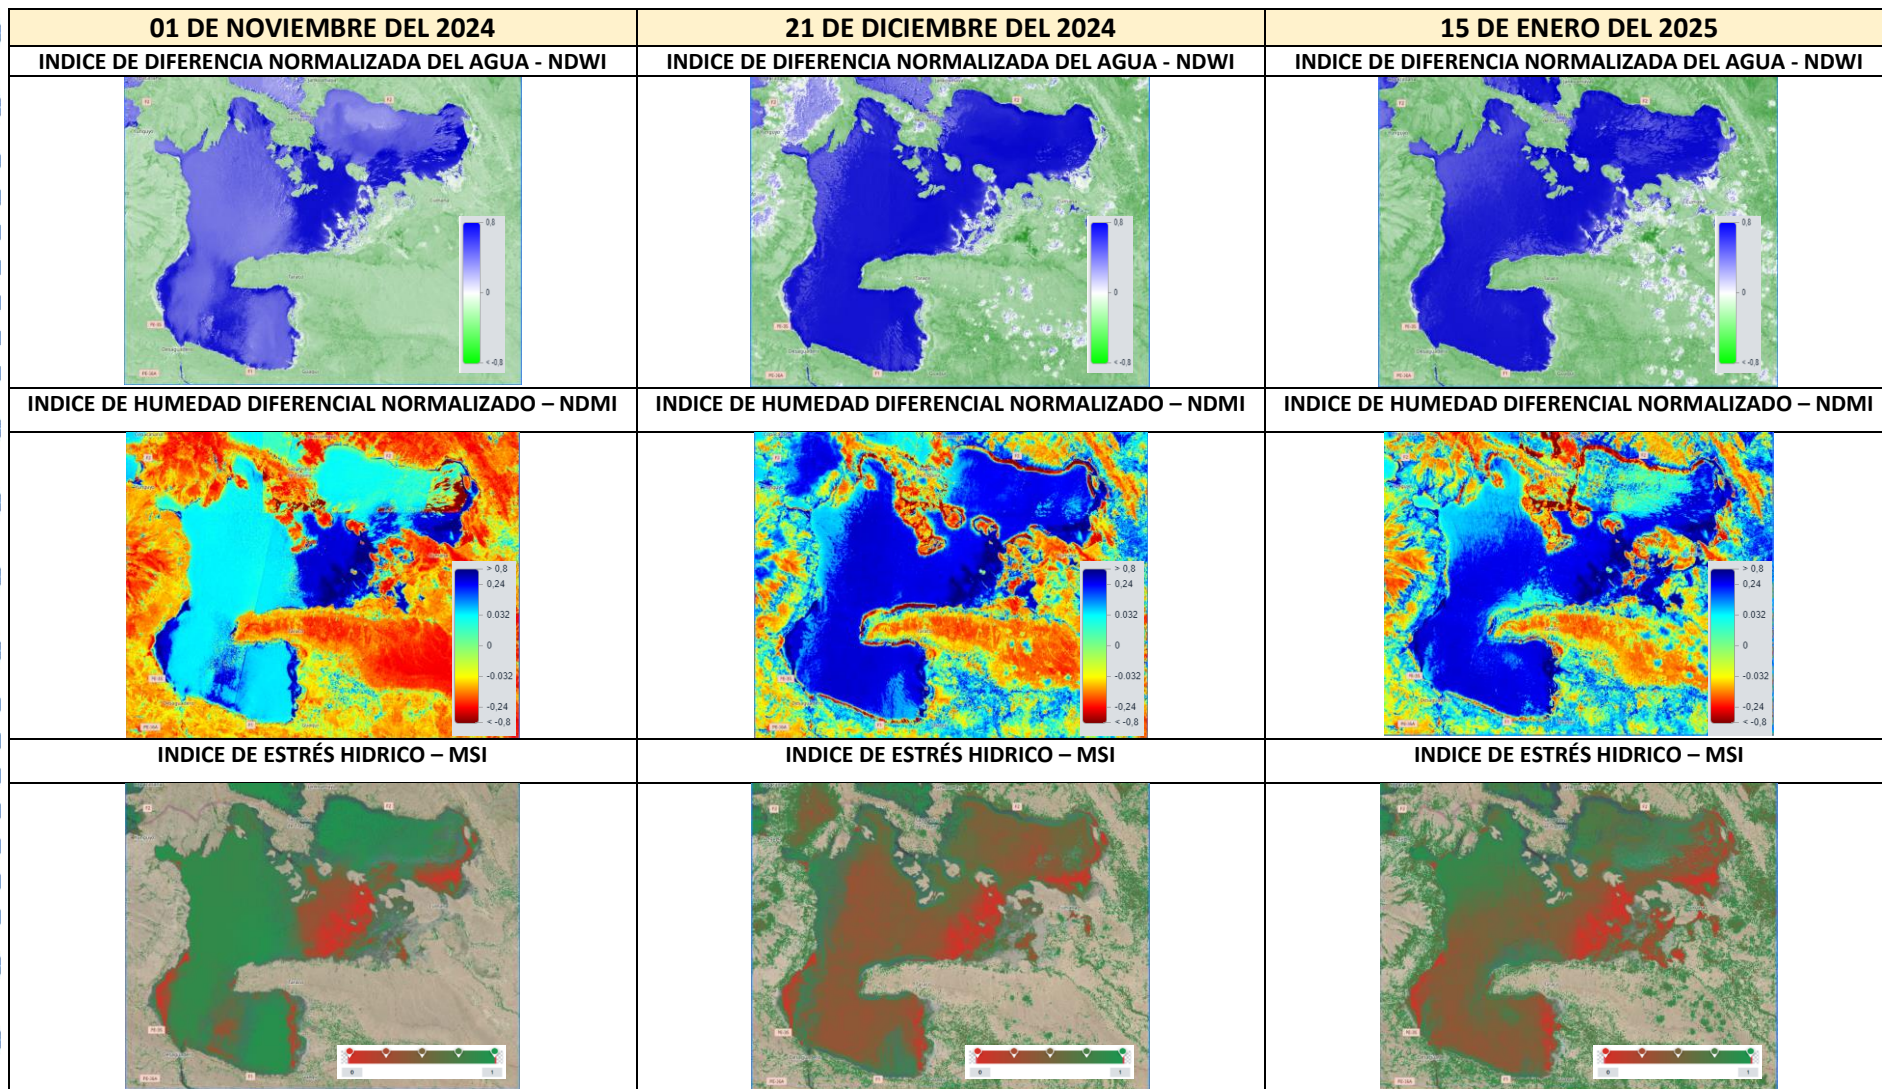 01 DE NOVIEMBRE DEL 2024
21 DE DICIEMBRE DEL 2024
15 DE ENERO DEL 2025
INDICE DE DIFERENCIA NORMALIZADA DEL AGUA - NDWI
INDICE DE DIFERENCIA NORMALIZADA DEL AGUA - NDWI
INDICE DE DIFERENCIA NORMALIZADA DEL AGUA - NDWI
0,8
0
< -0,8
0,8
0
< -0,8
0,8
0
< -0,8
INDICE DE HUMEDAD DIFERENCIAL NORMALIZADO – NDMI
INDICE DE HUMEDAD DIFERENCIAL NORMALIZADO – NDMI
INDICE DE HUMEDAD DIFERENCIAL NORMALIZADO – NDMI
> 0,8
0,24
0.032
0
-0.032
-0,24
< -0,8
> 0,8
0,24
0.032
0
-0.032
-0,24
< -0,8
> 0,8
0,24
0.032
0
-0.032
-0,24
< -0,8
INDICE DE ESTRÉS HIDRICO – MSI
INDICE DE ESTRÉS HIDRICO – MSI
INDICE DE ESTRÉS HIDRICO – MSI
0 1
0 1
0 1